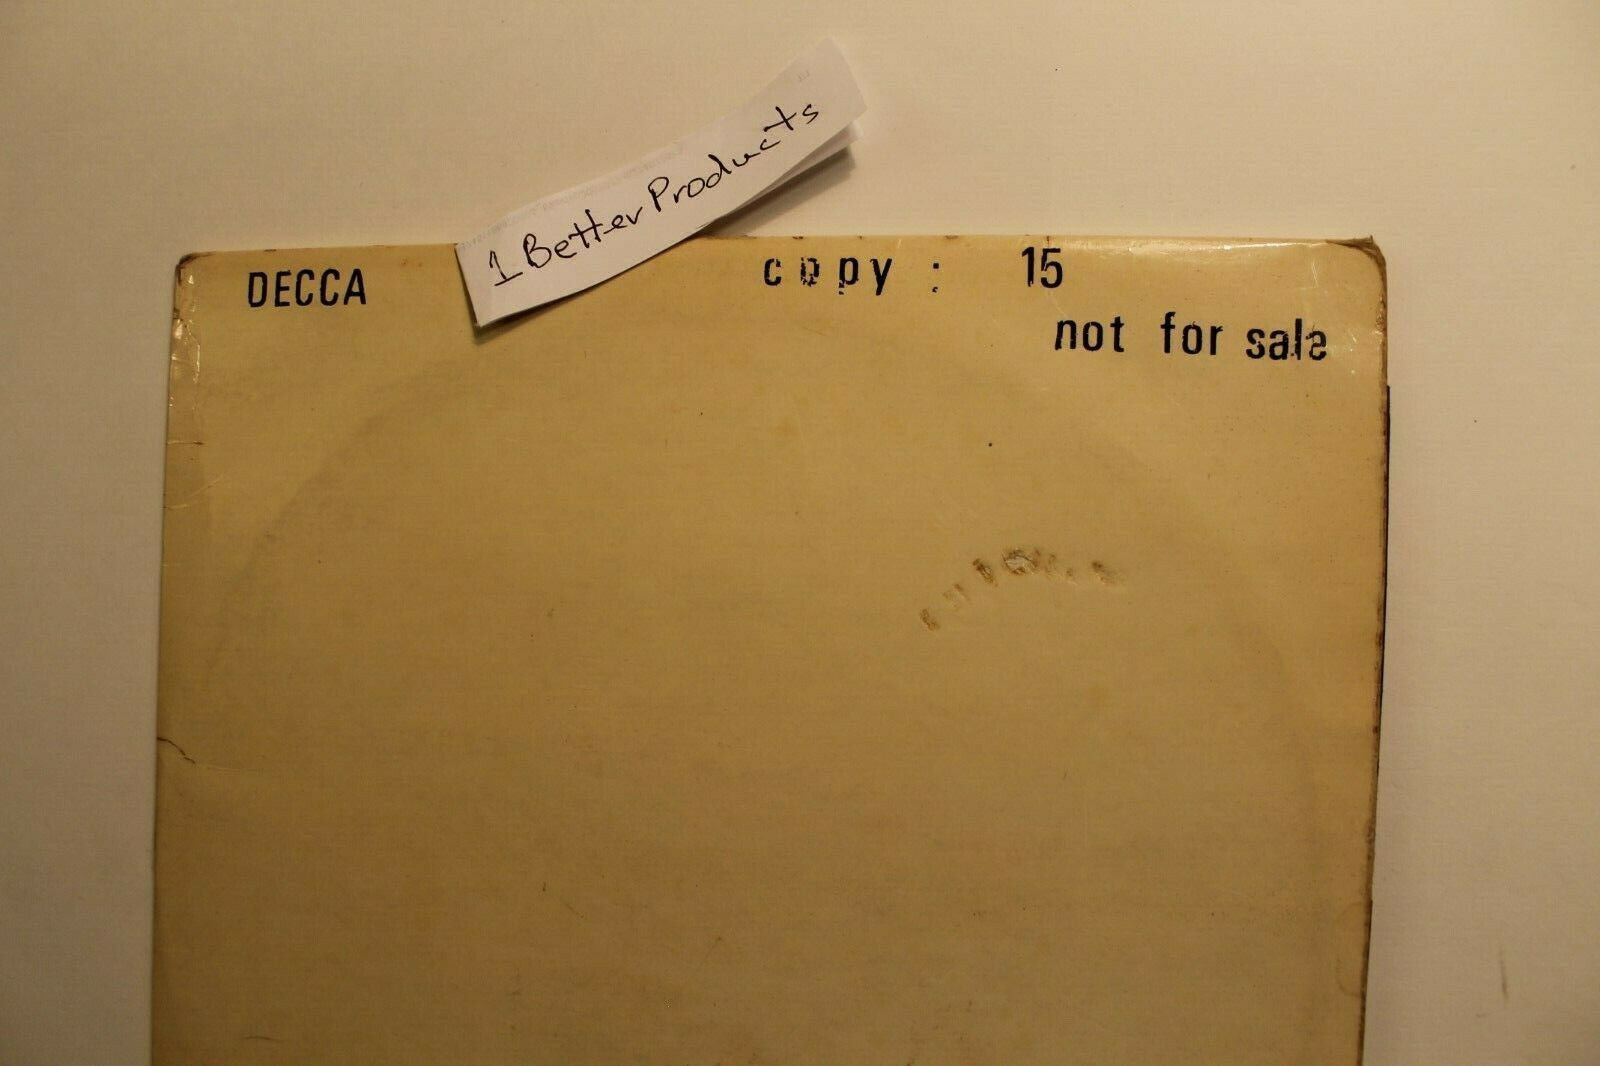 1 Better Products
DECCA copy : 15
not for sale